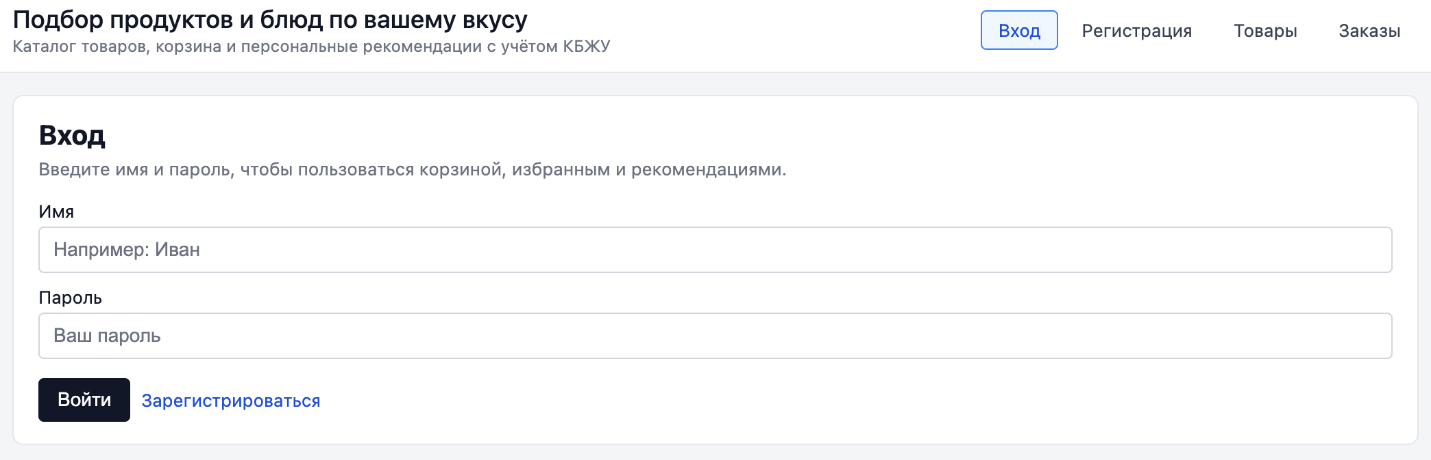 Подбор продуктов и блюд по вашему вкусу
Каталог товаров, корзина и персональные рекомендации с учётом КБЖУ
Вход
Регистрация
Товары
Заказы
Вход
Введите имя и пароль, чтобы пользоваться корзиной, избранным и рекомендациями.
Имя
Например: Иван
Пароль
Ваш пароль
Войти
Зарегистрироваться